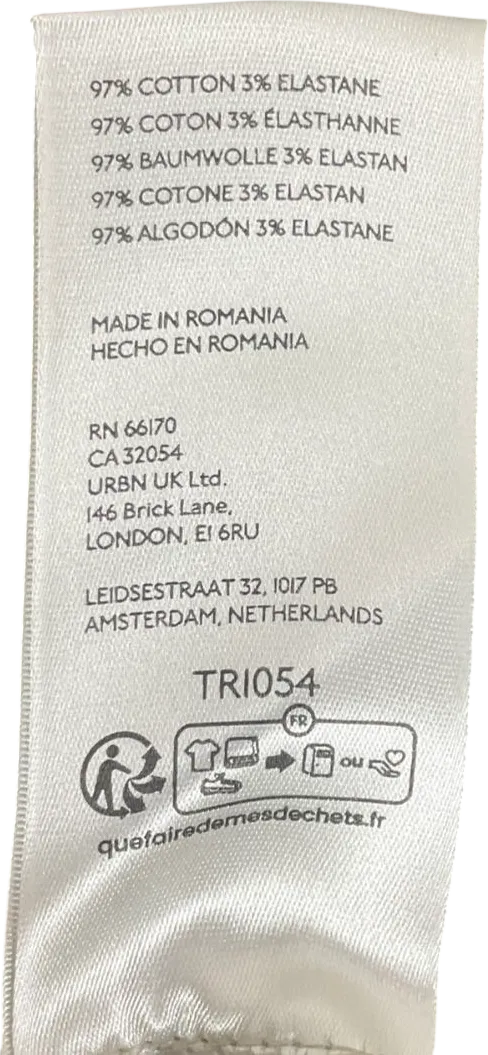 97% COTTON 3% ELASTANE
97% COTON 3% ÉLASTHANNE
97% BAUMWOLLE 3% ELASTAN
97% COTONE 3% ELASTAN
97% ALGODÓN 3% ELASTANE
MADE IN ROMANIA
HECHO EN ROMANIA
RN 66170
CA 32054
URBN UK Ltd.
146 Brick Lane,
LONDON, E1 6RU
LEIDSESTRAAT 32, 1017 PB
AMSTERDAM, NETHERLANDS
TR1054
FR
ou
quefairedemesdechets.fr